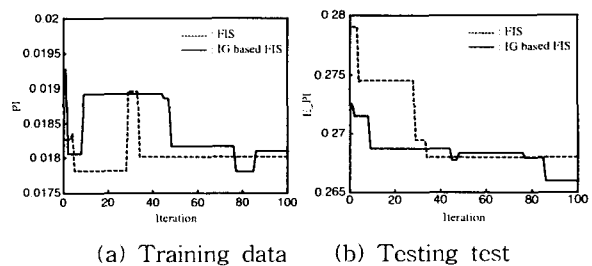 0.02
0.0195
0.019
0.0185
0.018
0.0175
PI
: FIS
: IG based FIS
0 20 40 60 80 100
Iteration
0.28
0.275
0.27
0.265
E_PI
: FIS
: IG based FIS
0 20 40 60 80 100
Iteration
(a) Training data (b) Testing test